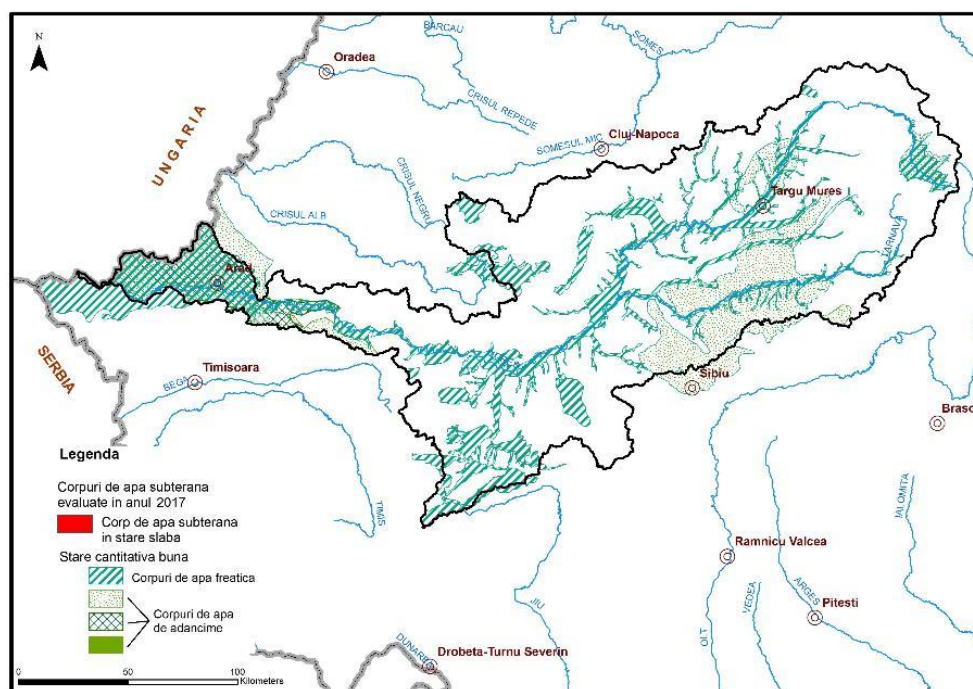 N
BARCAU
SOMES
Oradea
CRISUL REPEDE
UNGARIA
SOMESUL MIC
Cluj-Napoca
CRISUL NEGRU
CRISUL ALB
Targu Mures
TARNAVA
Arad
MURES
SERBIA
Timisoara
BEGA
Sibiu
Brasov
Legenda
Corpuri de apa subterana
evaluate in anul 2017
Corp de apa subterana
in stare slaba
Stare cantitativa buna
Corpuri de apa freatica
Corpuri de apa
de adancime
TIMIS
IALOMITA
Ramnicu Valcea
VEDEA
ARGES
Pitesti
JIU
OLT
DUNARE
Drobeta-Turnu Severin
0 50 100
Kilometers